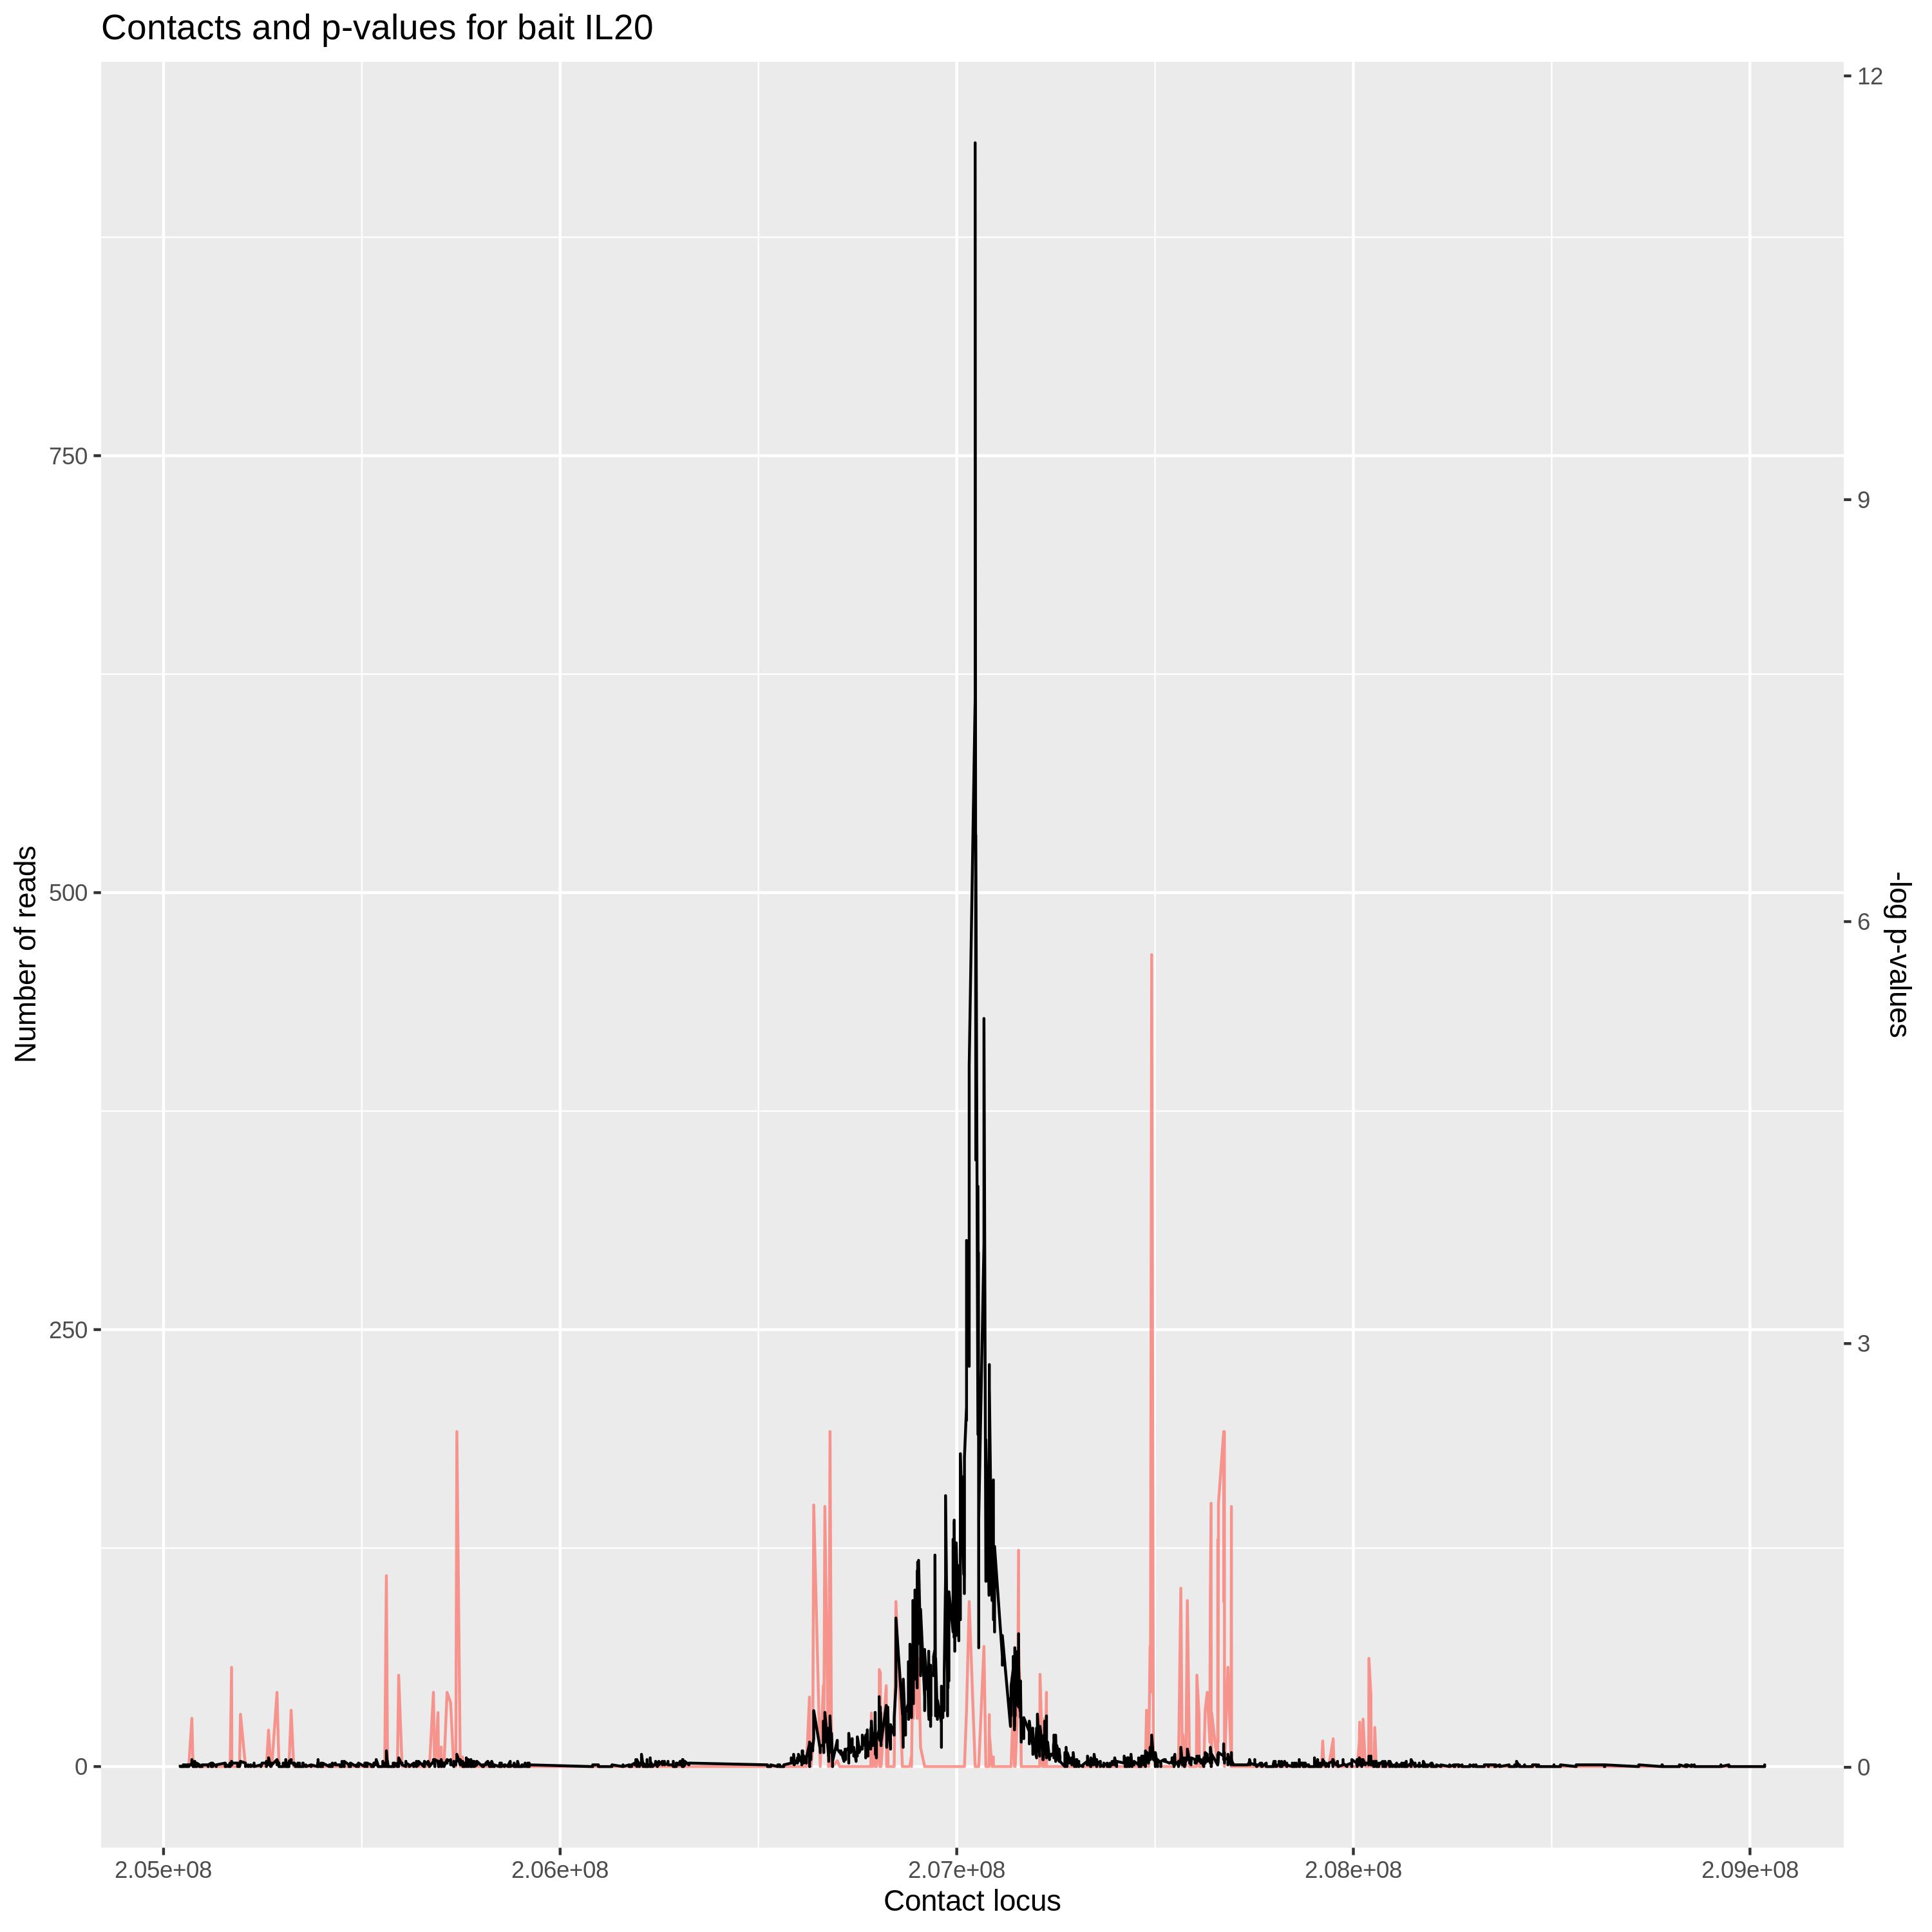 Contacts and p-values for bait IL20
12
750
9
500
6
Number of reads
-log p-values
250
3
0
0
2.05e+08
2.06e+08
2.07e+08
2.08e+08
2.09e+08
Contact locus